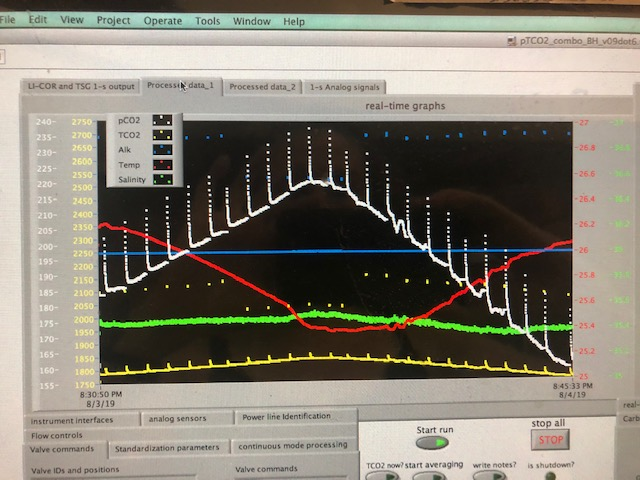 File Edit View Project Operate Tools Window Help
pTCO2_combo_BH_v09dot6.
LI-COR and TSG 1-s output Processed data_1 Processed data_2 1-s Analog signals
real-time graphs
pCO2
TCO2
Alk
Temp
Salinity
240-
235-
230-
225-
220-
215-
210-
205-
200-
195-
190-
185-
180-
175-
170-
165-
160-
155-
2750
2700
2650
2600
2550
2500
2450
2400
2350
2300
2250
2200
2150
2100
2050
2000
1950
1900
1850
1800
1750
-27
-26.8
-26.6
-26.4
-26.2
-26
-25.8
-25.6
-25.4
-25.2
-25
8:30:50 PM
8/3/19
8:45:33 PM
8/4/19
instrument interfaces analog sensors Power line Identification
Flow controls
Valve commands Standardization parameters continuous mode processing
Valve IDs and positions Valve commands
Start run
stop all
STOP
TCO2 now? start averaging write notes? is shutdown?
real-
Carb